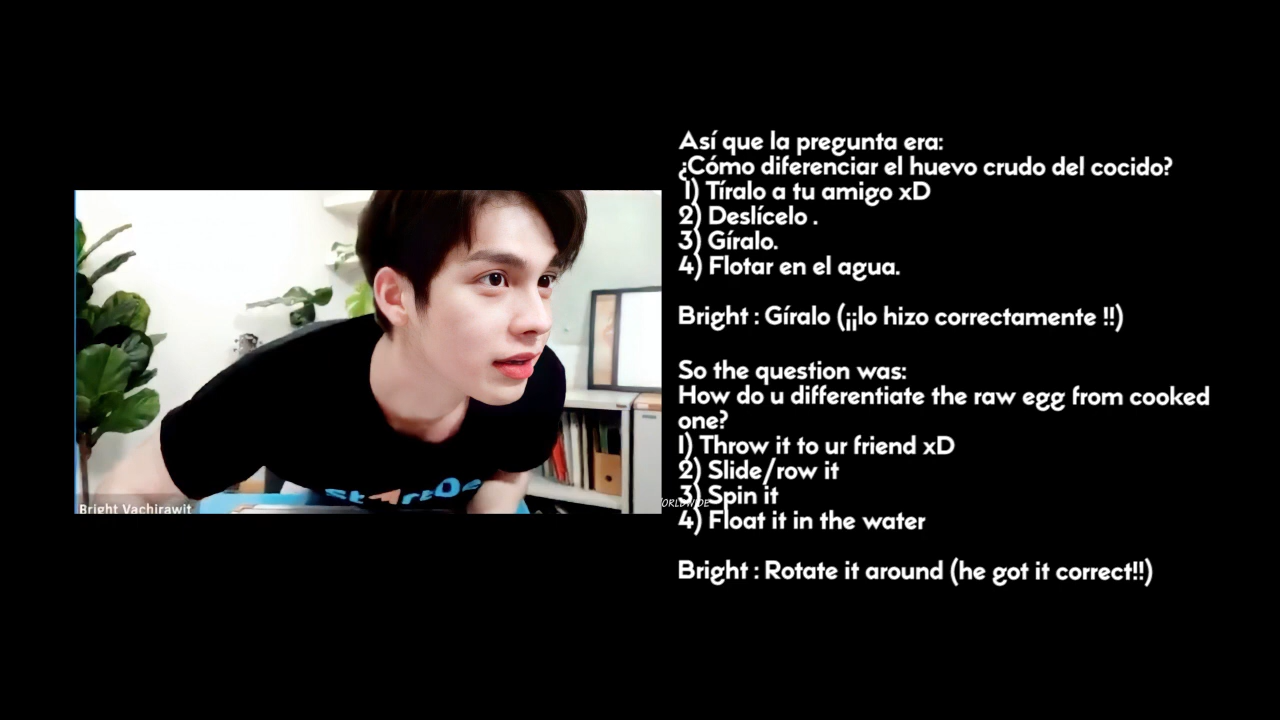 Así que la pregunta era:
¿Cómo diferenciar el huevo crudo del cocido?
1) Tíralo a tu amigo xD
2) Deslícelo .
3) Gíralo.
4) Flotar en el agua.
Bright : Gíralo (¡¡lo hizo correctamente !!)
So the question was:
How do u differentiate the raw egg from cooked
one?
1) Throw it to ur friend xD
2) Slide/row it
3) Spin it
4) Float it in the water
Bright : Rotate it around (he got it correct!!)
Bright Vachirawit